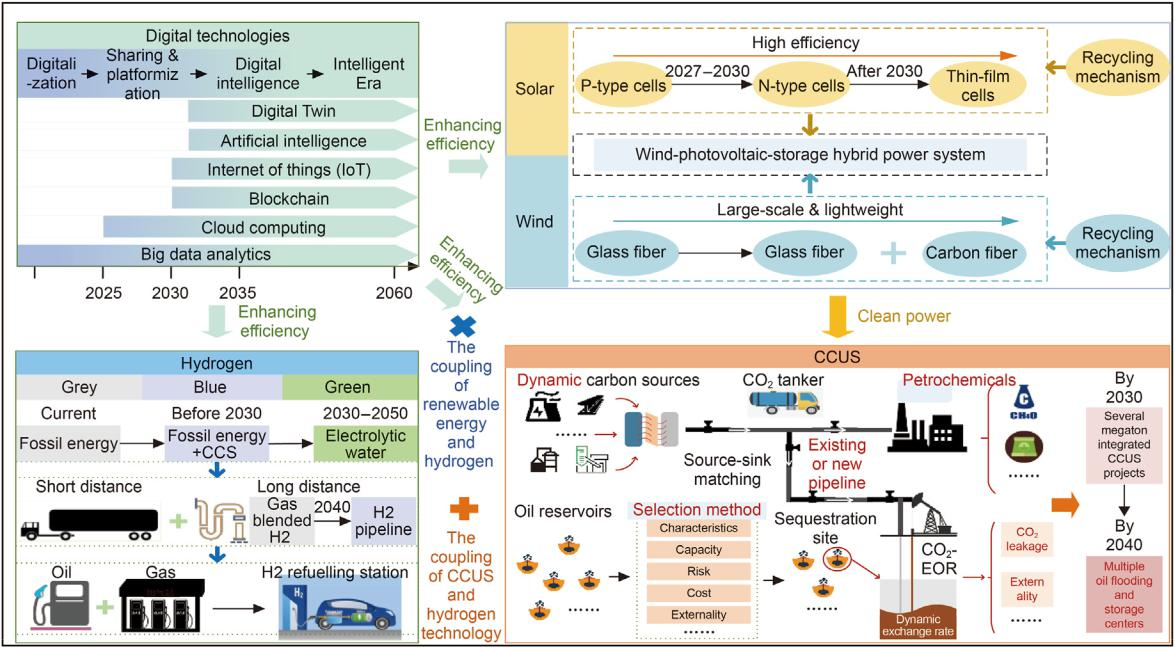 Digital technologies
Digitali
-zation
Sharing &
platformiz
ation
Digital
intelligence
Intelligent
Era
Digital Twin
Artificial intelligence
Internet of things (IoT)
Blockchain
Cloud computing
Big data analytics
2025
2030
2035
2060
Enhancing
efficiency
Enhancing
efficiency
Enhancing
efficiency
Solar
High efficiency
P-type cells
2027–2030
N-type cells
After 2030
Thin-film
cells
Recycling
mechanism
Wind-photovoltaic-storage hybrid power system
Wind
Large-scale & lightweight
Glass fiber
Glass fiber
Carbon fiber
Recycling
mechanism
Clean power
Hydrogen
Grey
Blue
Green
Current
Before 2030
2030–2050
Fossil energy
Fossil energy
+CCS
Electrolytic
water
Short distance
Long distance
Gas
blended
H2
2040
H2
pipeline
Oil
Gas
H2 refuelling station
H2
The
coupling
of
renewable
energy
and
hydrogen
The
coupling
of CCUS
and
hydrogen
technology
CCUS
Dynamic carbon sources
......
CO₂ tanker
Petrochemicals
CH₃O
......
Source-sink
matching
Existing
or new
pipeline
Oil reservoirs
......
Selection method
Characteristics
Capacity
Risk
Cost
Externality
......
Sequestration
site
......
CO₂-
EOR
Dynamic
exchange rate
CO₂
leakage
Extern
ality
......
By
2030
Several
megaton
integrated
CCUS
projects
By
2040
Multiple
oil flooding
and
storage
centers